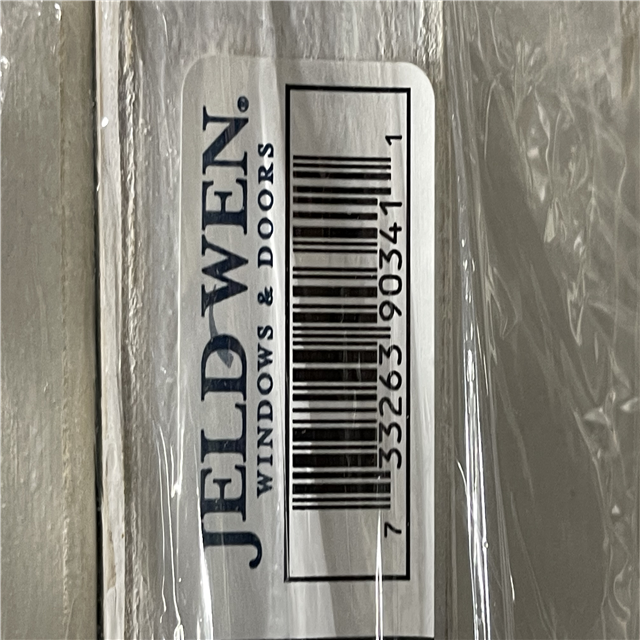 JELD-WEN®
WINDOWS & DOORS
7 33263 90341 1